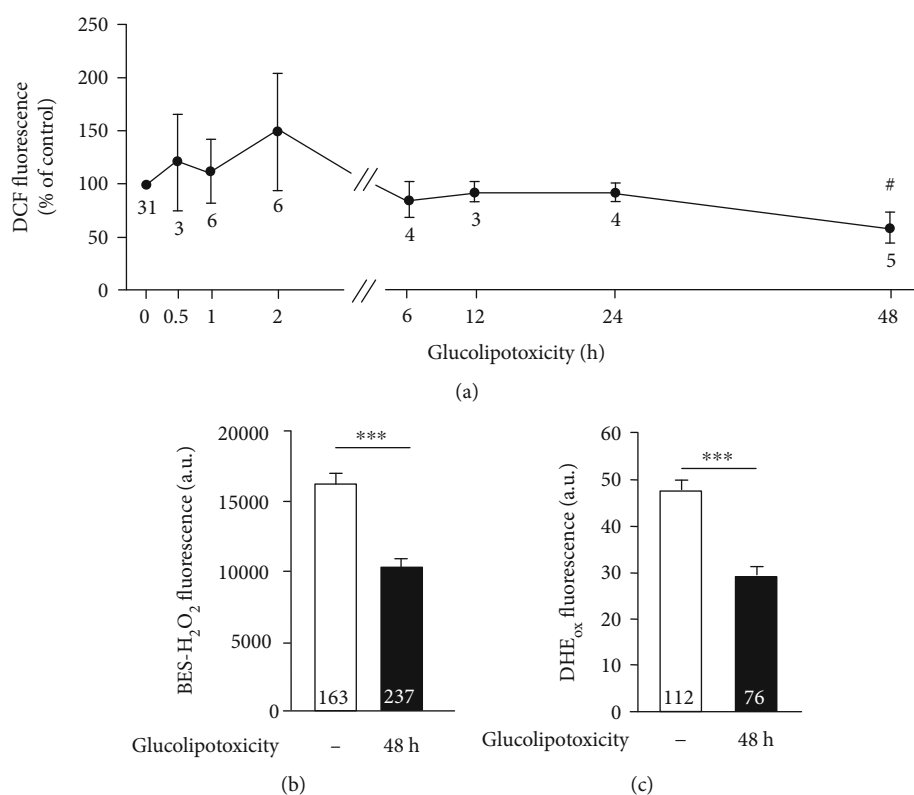 250
200
150
100
50
0
DCF fluorescence
(% of control)
31
3
6
6
4
3
4
#
5
0 0.5 1 2 6 12 24 48
Glucolipotoxicity (h)
(a)
20000
15000
10000
5000
0
BES-H₂O₂ fluorescence (a.u.)
***
163 237
Glucolipotoxicity – 48 h
(b)
60
50
40
30
20
10
0
DHEₒₓ fluorescence (a.u.)
***
112 76
Glucolipotoxicity – 48 h
(c)